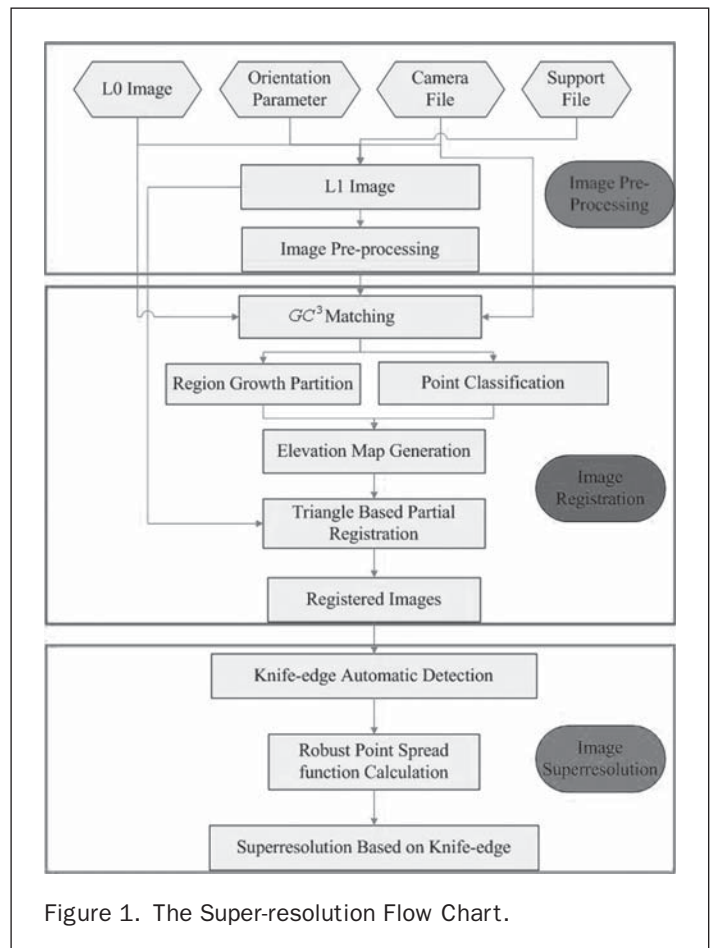 L0 Image
Orientation
Parameter
Camera
File
Support
File
L1 Image
Image Pre-
Processing
Image Pre-processing
GC³ Matching
Region Growth Partition
Point Classification
Elevation Map Generation
Image
Registration
Triangle Based Partial
Registration
Registered Images
Knife-edge Automatic Detection
Robust Point Spread
function Calculation
Image
Superresolution
Superresolution Based on Knife-edge
Figure 1. The Super-resolution Flow Chart.